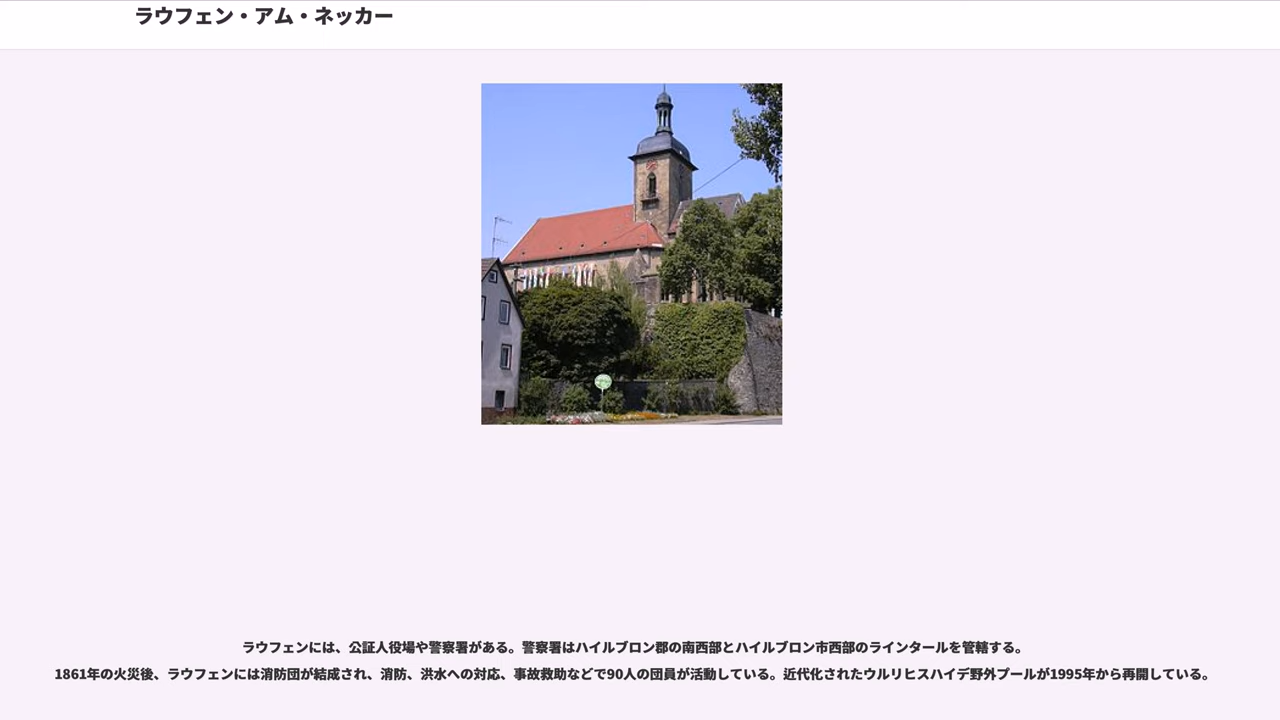 ラウフェン・アム・ネッカー
ラウフェンには、公証人役場や警察署がある。警察署はハイルブロン郡の南西部とハイルブロン市西部のラインタールを管轄する。
1861年の火災後、ラウフェンには消防団が結成され、消防、洪水への対応、事故救助などで90人の団員が活動している。近代化されたウルリヒスハイデ野外プールが1995年から再開している。